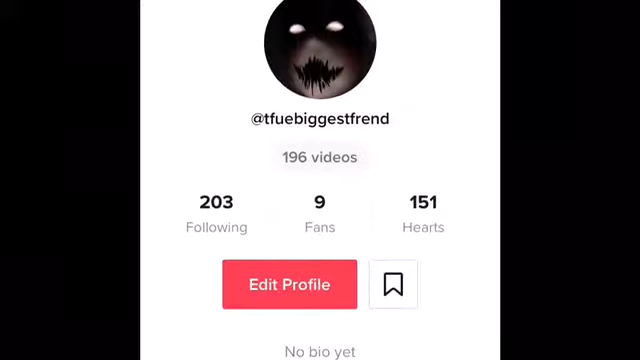 @tfuebiggestfrend
196 videos
203 9 151
Following Fans Hearts
Edit Profile
No bio yet